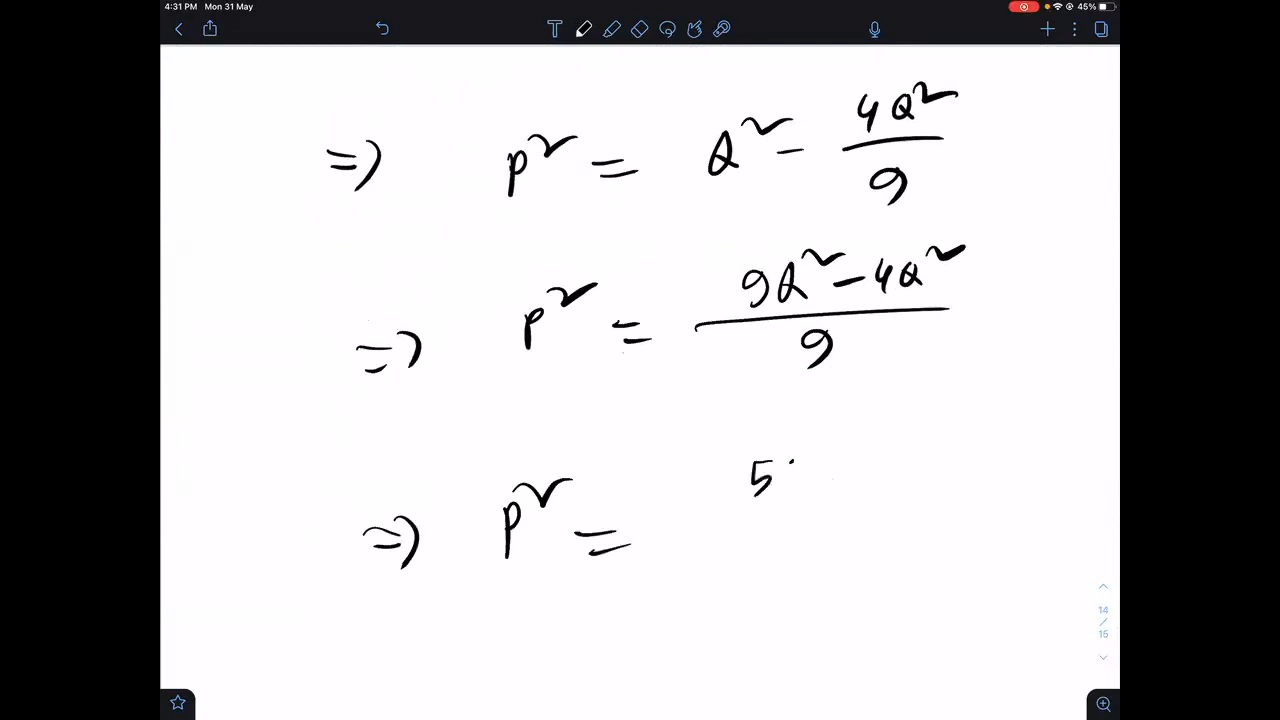 4:31 PM Mon 31 May 45%
⇒ P² = Q² - 4Q²/9
⇒ P² = 9Q² - 4Q²/9
⇒ P² = 5
14
/
15